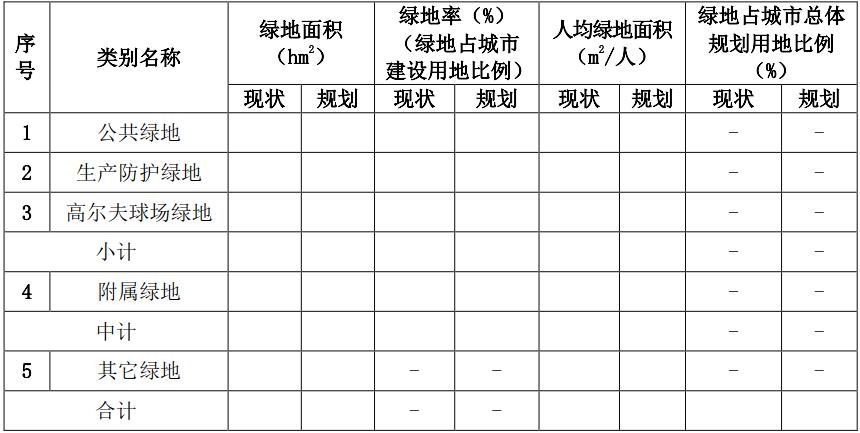 序号 类别名称 绿地面积（hm²） 绿地率（%）（绿地占城市建设用地比例） 人均绿地面积（m²/人） 绿地占城市总体规划用地比例（%）
现状 规划 现状 规划 现状 规划 现状 规划
1 公共绿地 – –
2 生产防护绿地 – –
3 高尔夫球场绿地 – –
小计 – –
4 附属绿地 – –
中计 – –
5 其它绿地 – – – –
合计 – –